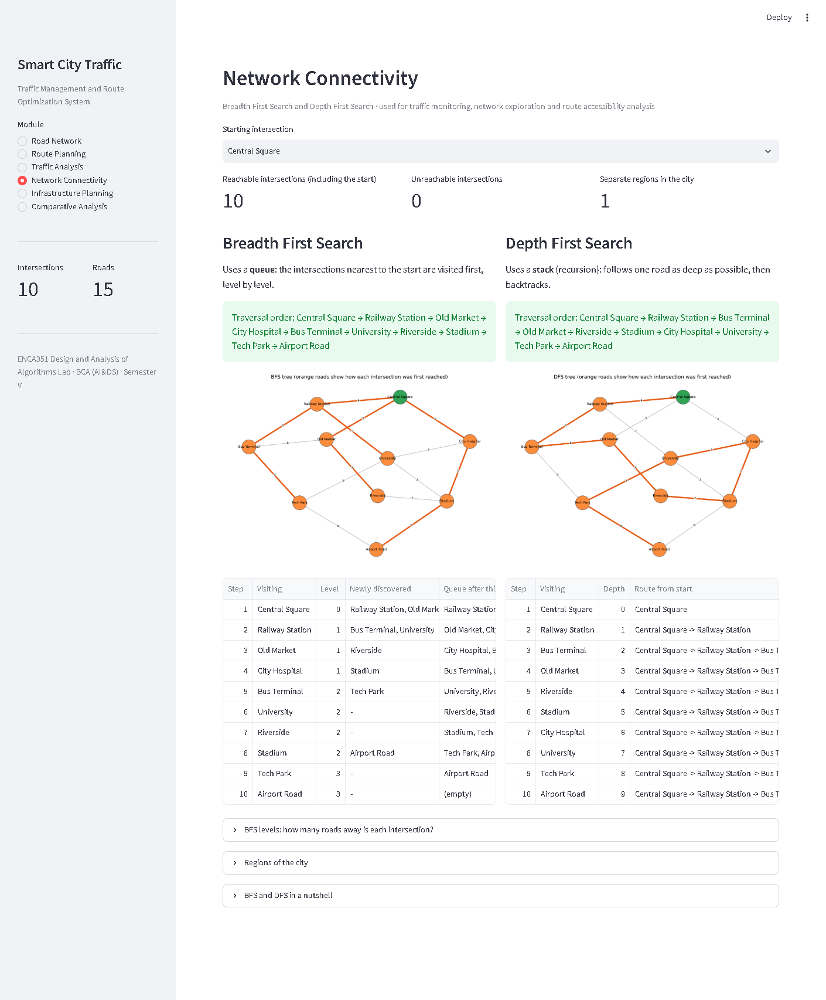 Deploy
Smart City Traffic
Traffic Management and Route
Optimization System
Module
Road Network
Route Planning
Traffic Analysis
Network Connectivity
Infrastructure Planning
Comparative Analysis
Intersections Roads
10 15
ENCA351 Design and Analysis of
Algorithms Lab · BCA (AI&DS) · Semester
V
Network Connectivity
Breadth First Search and Depth First Search · used for traffic monitoring, network exploration and route accessibility analysis
Starting intersection
Central Square
Reachable intersections (including the start) Unreachable intersections Separate regions in the city
10 0 1
Breadth First Search
Uses a queue: the intersections nearest to the start are visited first,
level by level.
Traversal order: Central Square → Railway Station → Old Market →
City Hospital → Bus Terminal → University → Riverside → Stadium →
Tech Park → Airport Road
BFS tree (orange roads show how each intersection was first reached)
Central Square
Railway Station
Old Market
City Hospital
Bus Terminal
University
Riverside
Stadium
Tech Park
Airport Road
Step Visiting Level Newly discovered Queue after thi
1 Central Square 0 Railway Station, Old Mark Railway Station
2 Railway Station 1 Bus Terminal, University Old Market, City
3 Old Market 1 Riverside City Hospital, B
4 City Hospital 1 Stadium Bus Terminal, U
5 Bus Terminal 2 Tech Park University, Rive
6 University 2 - Riverside, Stad
7 Riverside 2 - Stadium, Tech
8 Stadium 2 Airport Road Tech Park, Airp
9 Tech Park 3 - Airport Road
10 Airport Road 3 - (empty)
Depth First Search
Uses a stack (recursion): follows one road as deep as possible, then
backtracks.
Traversal order: Central Square → Railway Station → Bus Terminal
→ Old Market → Riverside → Stadium → City Hospital → University →
Tech Park → Airport Road
DFS tree (orange roads show how each intersection was first reached)
Central Square
Railway Station
Old Market
City Hospital
Bus Terminal
University
Riverside
Stadium
Tech Park
Airport Road
Step Visiting Depth Route from start
1 Central Square 0 Central Square
2 Railway Station 1 Central Square -> Railway Station
3 Bus Terminal 2 Central Square -> Railway Station -> Bus T
4 Old Market 3 Central Square -> Railway Station -> Bus T
5 Riverside 4 Central Square -> Railway Station -> Bus T
6 Stadium 5 Central Square -> Railway Station -> Bus T
7 City Hospital 6 Central Square -> Railway Station -> Bus T
8 University 7 Central Square -> Railway Station -> Bus T
9 Tech Park 8 Central Square -> Railway Station -> Bus T
10 Airport Road 9 Central Square -> Railway Station -> Bus T
BFS levels: how many roads away is each intersection?
Regions of the city
BFS and DFS in a nutshell